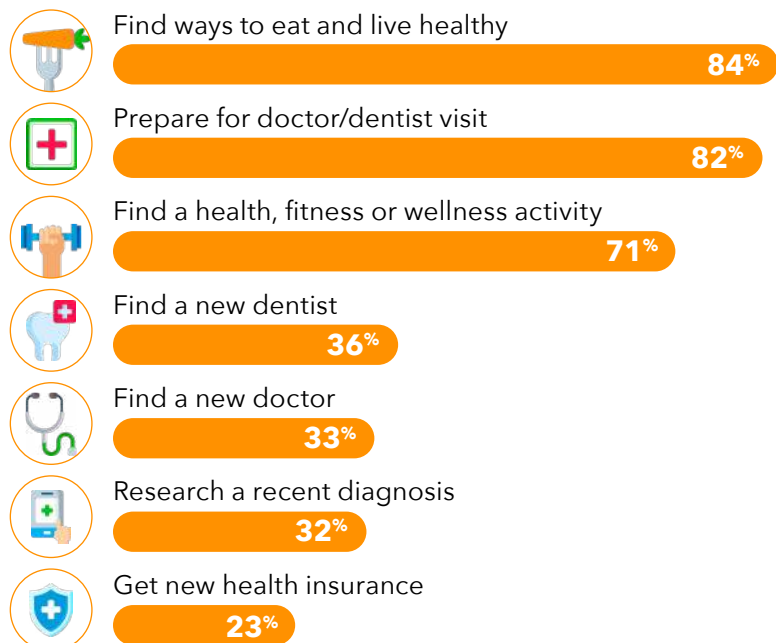 Find ways to eat and live healthy
84%
Prepare for doctor/dentist visit
82%
Find a health, fitness or wellness activity
71%
Find a new dentist
36%
Find a new doctor
33%
Research a recent diagnosis
32%
Get new health insurance
23%